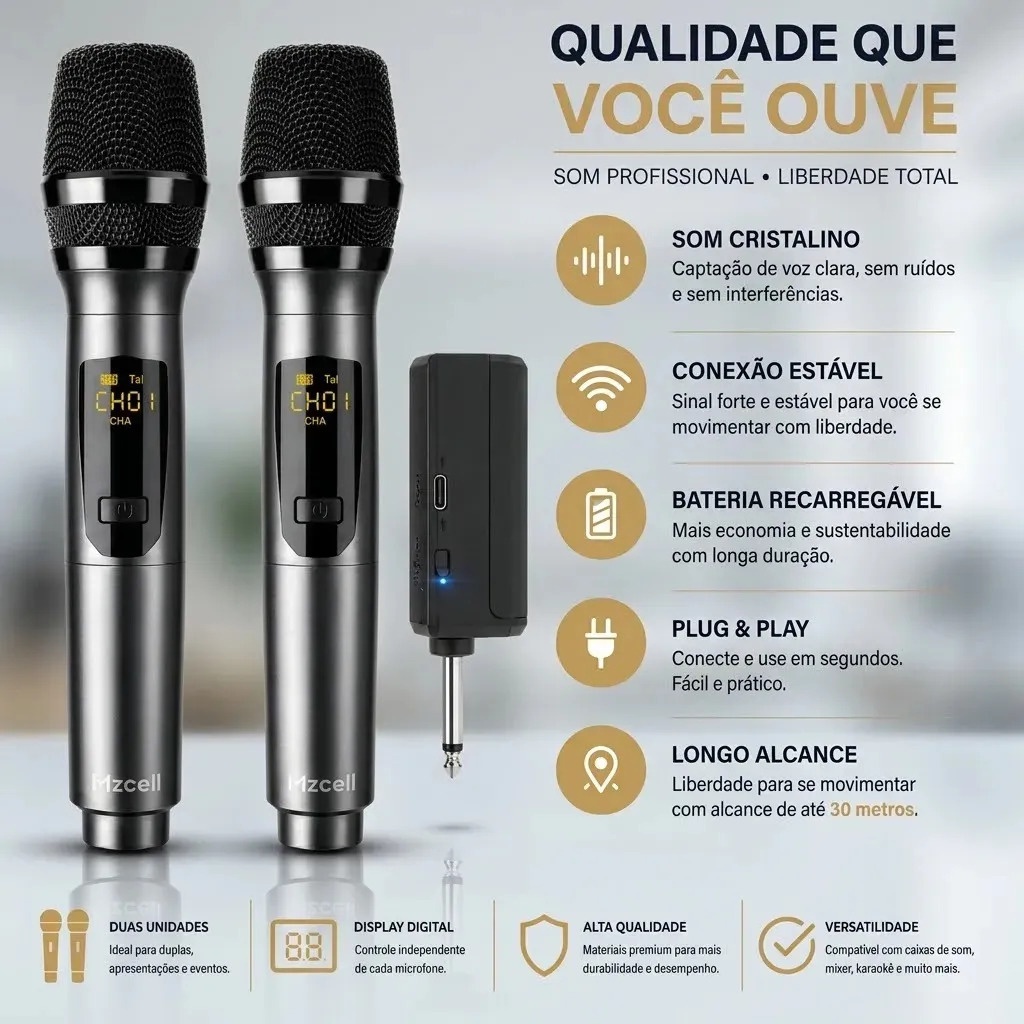 QUALIDADE QUE
VOCÊ OUVE
SOM PROFISSIONAL • LIBERDADE TOTAL
SOM CRISTALINO
Captação de voz clara, sem ruídos
e sem interferências.
CONEXÃO ESTÁVEL
Sinal forte e estável para você se
movimentar com liberdade.
BATERIA RECARREGÁVEL
Mais economia e sustentabilidade
com longa duração.
PLUG & PLAY
Conecte e use em segundos.
Fácil e prático.
LONGO ALCANCE
Liberdade para se movimentar
com alcance de até 30 metros.
Tal
CH01
CHA
Tal
CH01
CHA
Mzcell
Mzcell
DUAS UNIDADES
Ideal para duplas,
apresentações e eventos.
88
DISPLAY DIGITAL
Controle independente
de cada microfone.
ALTA QUALIDADE
Materiais premium para mais
durabilidade e desempenho.
VERSATILIDADE
Compatível com caixas de som,
mixer, karaokê e muito mais.